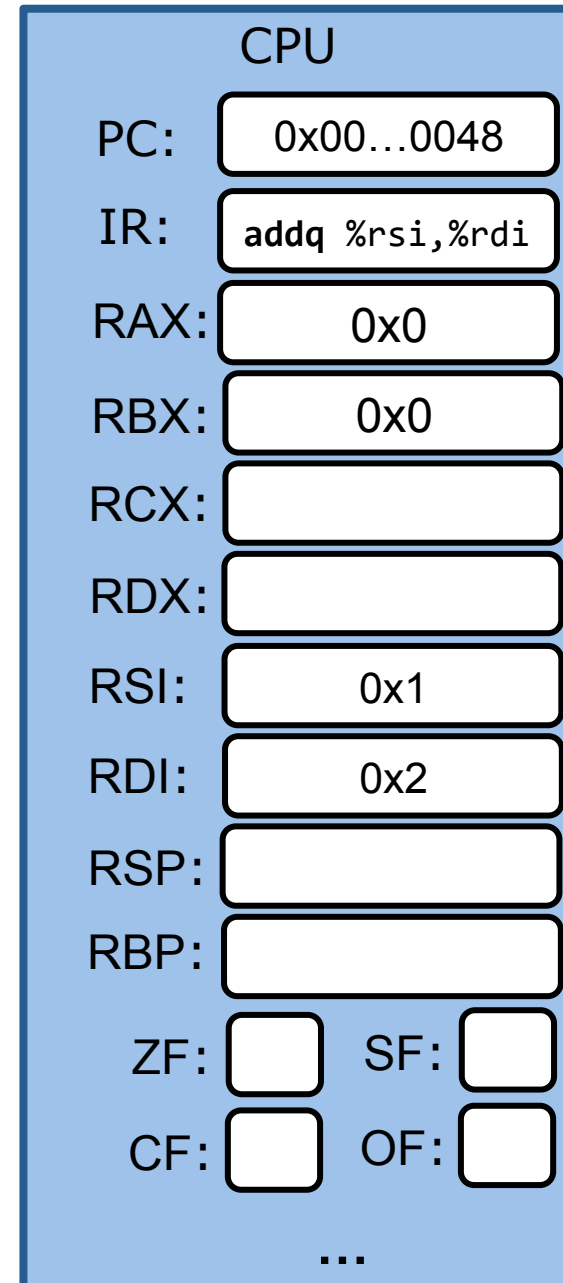 CPU
PC: 0x00…0048
IR: addq %rsi,%rdi
RAX: 0x0
RBX: 0x0
RCX:
RDX:
RSI: 0x1
RDI: 0x2
RSP:
RBP:
ZF: SF:
CF: OF:
...